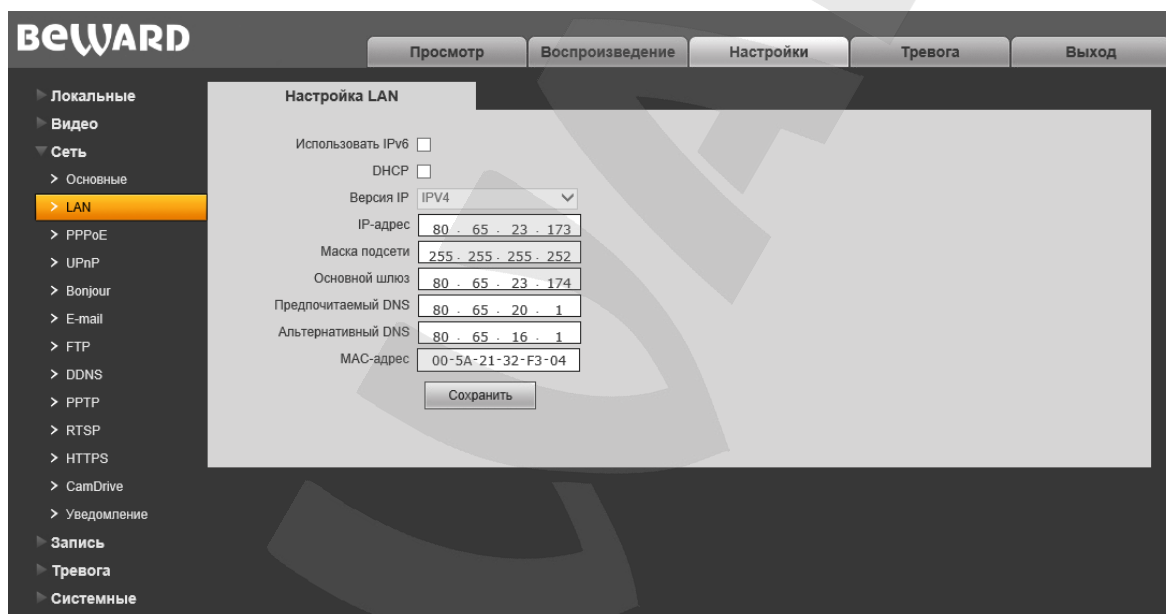 BEWARD
Просмотр Воспроизведение Настройки Тревога Выход
Локальные
Видео
Сеть
> Основные
> LAN
> PPPoE
> UPnP
> Bonjour
> E-mail
> FTP
> DDNS
> PPTP
> RTSP
> HTTPS
> CamDrive
> Уведомление
Запись
Тревога
Системные
Настройка LAN
Использовать IPv6
DHCP
Версия IP IPV4
IP-адрес 80 . 65 . 23 . 173
Маска подсети 255 . 255 . 255 . 252
Основной шлюз 80 . 65 . 23 . 174
Предпочитаемый DNS 80 . 65 . 20 . 1
Альтернативный DNS 80 . 65 . 16 . 1
MAC-адрес 00-5A-21-32-F3-04
Сохранить